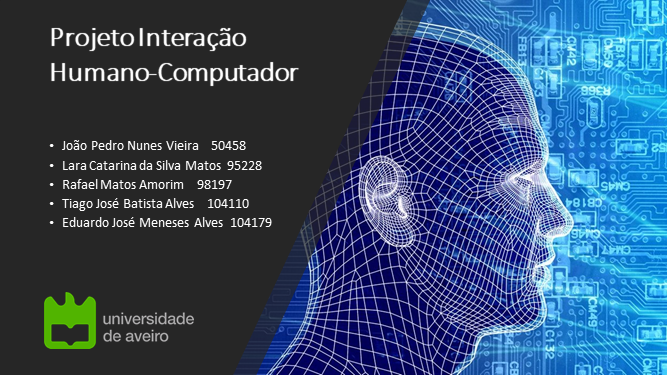 Projeto Interação
Humano-Computador
• João Pedro Nunes Vieira 50458
• Lara Catarina da Silva Matos 95228
• Rafael Matos Amorim 98197
• Tiago José Batista Alves 104110
• Eduardo José Meneses Alves 104179
universidade
de aveiro